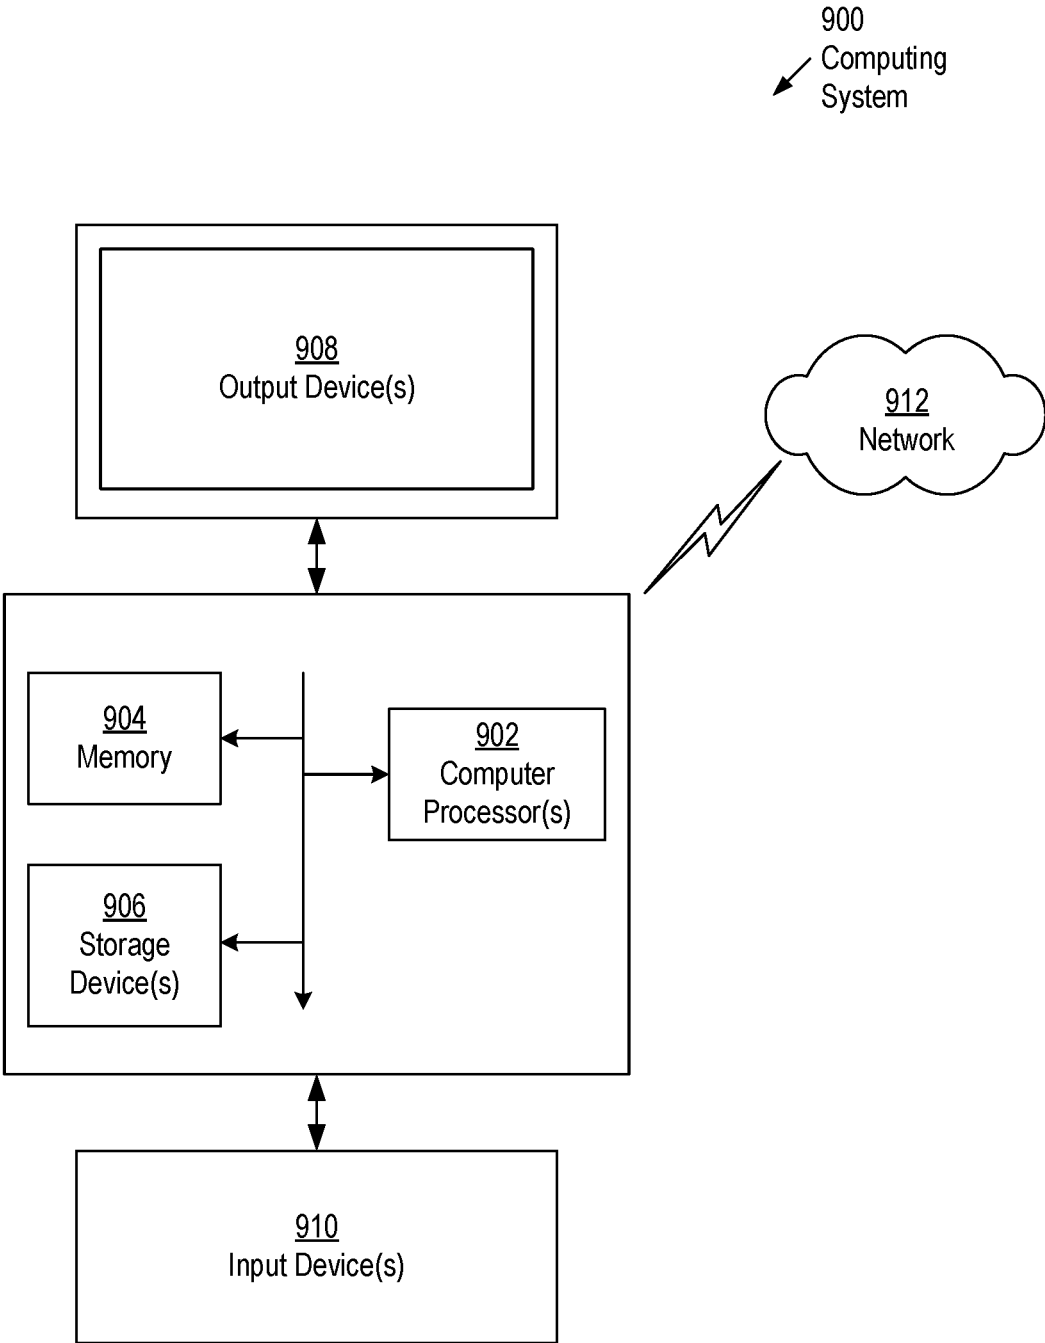 900
Computing
System
908
Output Device(s)
912
Network
904
Memory
902
Computer
Processor(s)
906
Storage
Device(s)
910
Input Device(s)